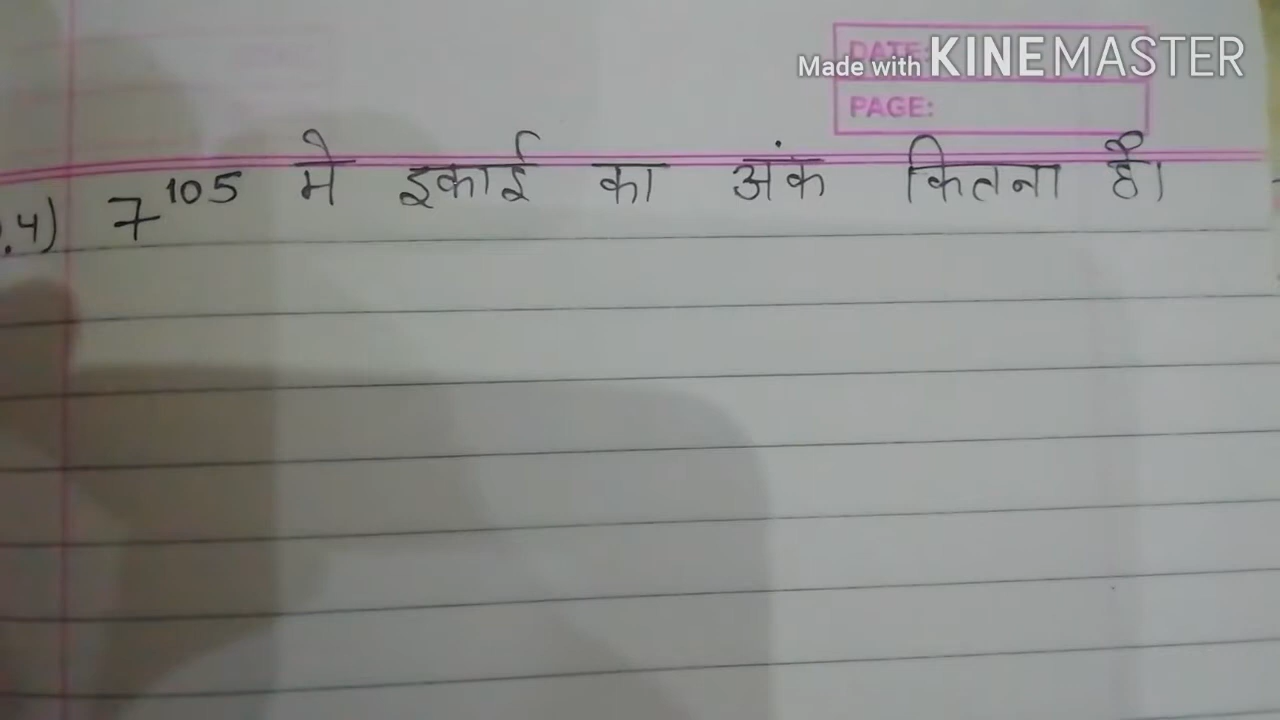 Made with KINEMASTER
DATE:
PAGE:
.4) 7¹⁰⁵ मे इकाई का अंक कितना है।